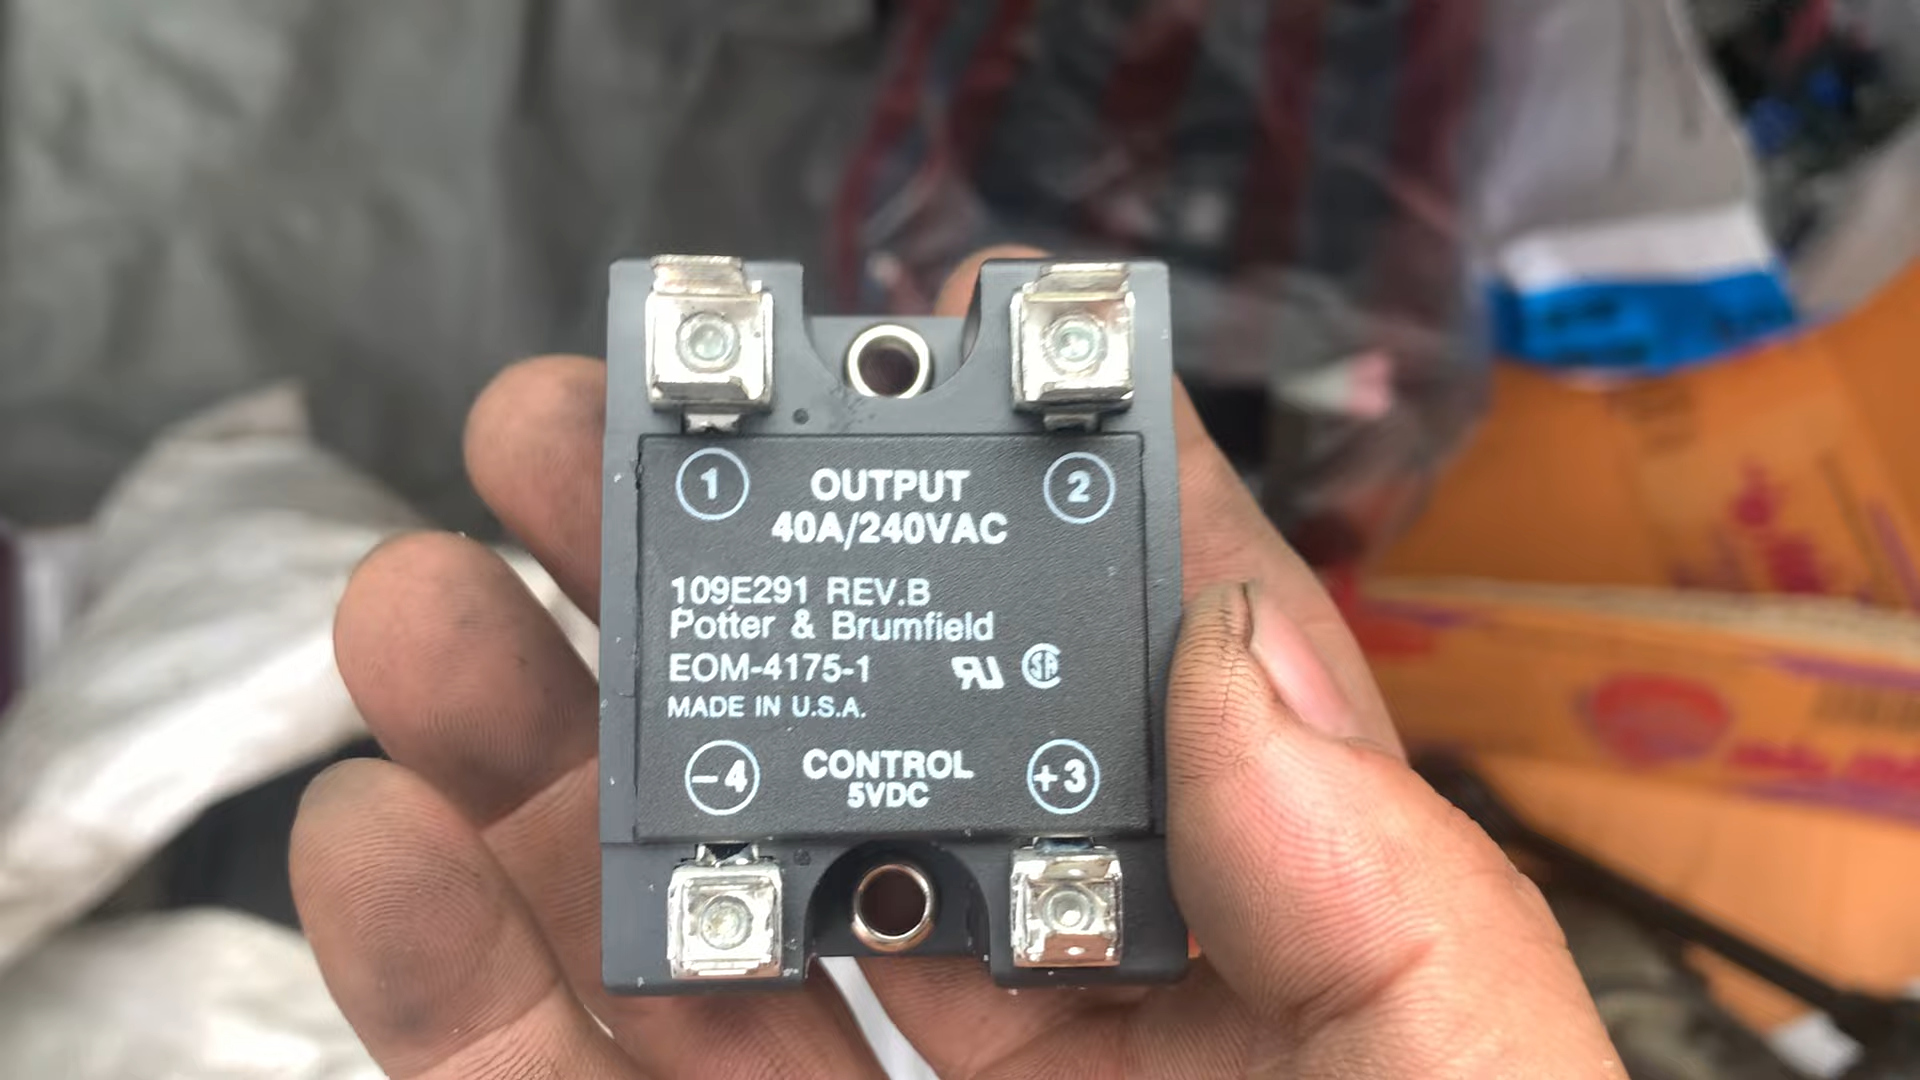 1 OUTPUT 2
40A/240VAC
109E291 REV.B
Potter & Brumfield
EOM-4175-1
MADE IN U.S.A.
-4 CONTROL +3
5VDC